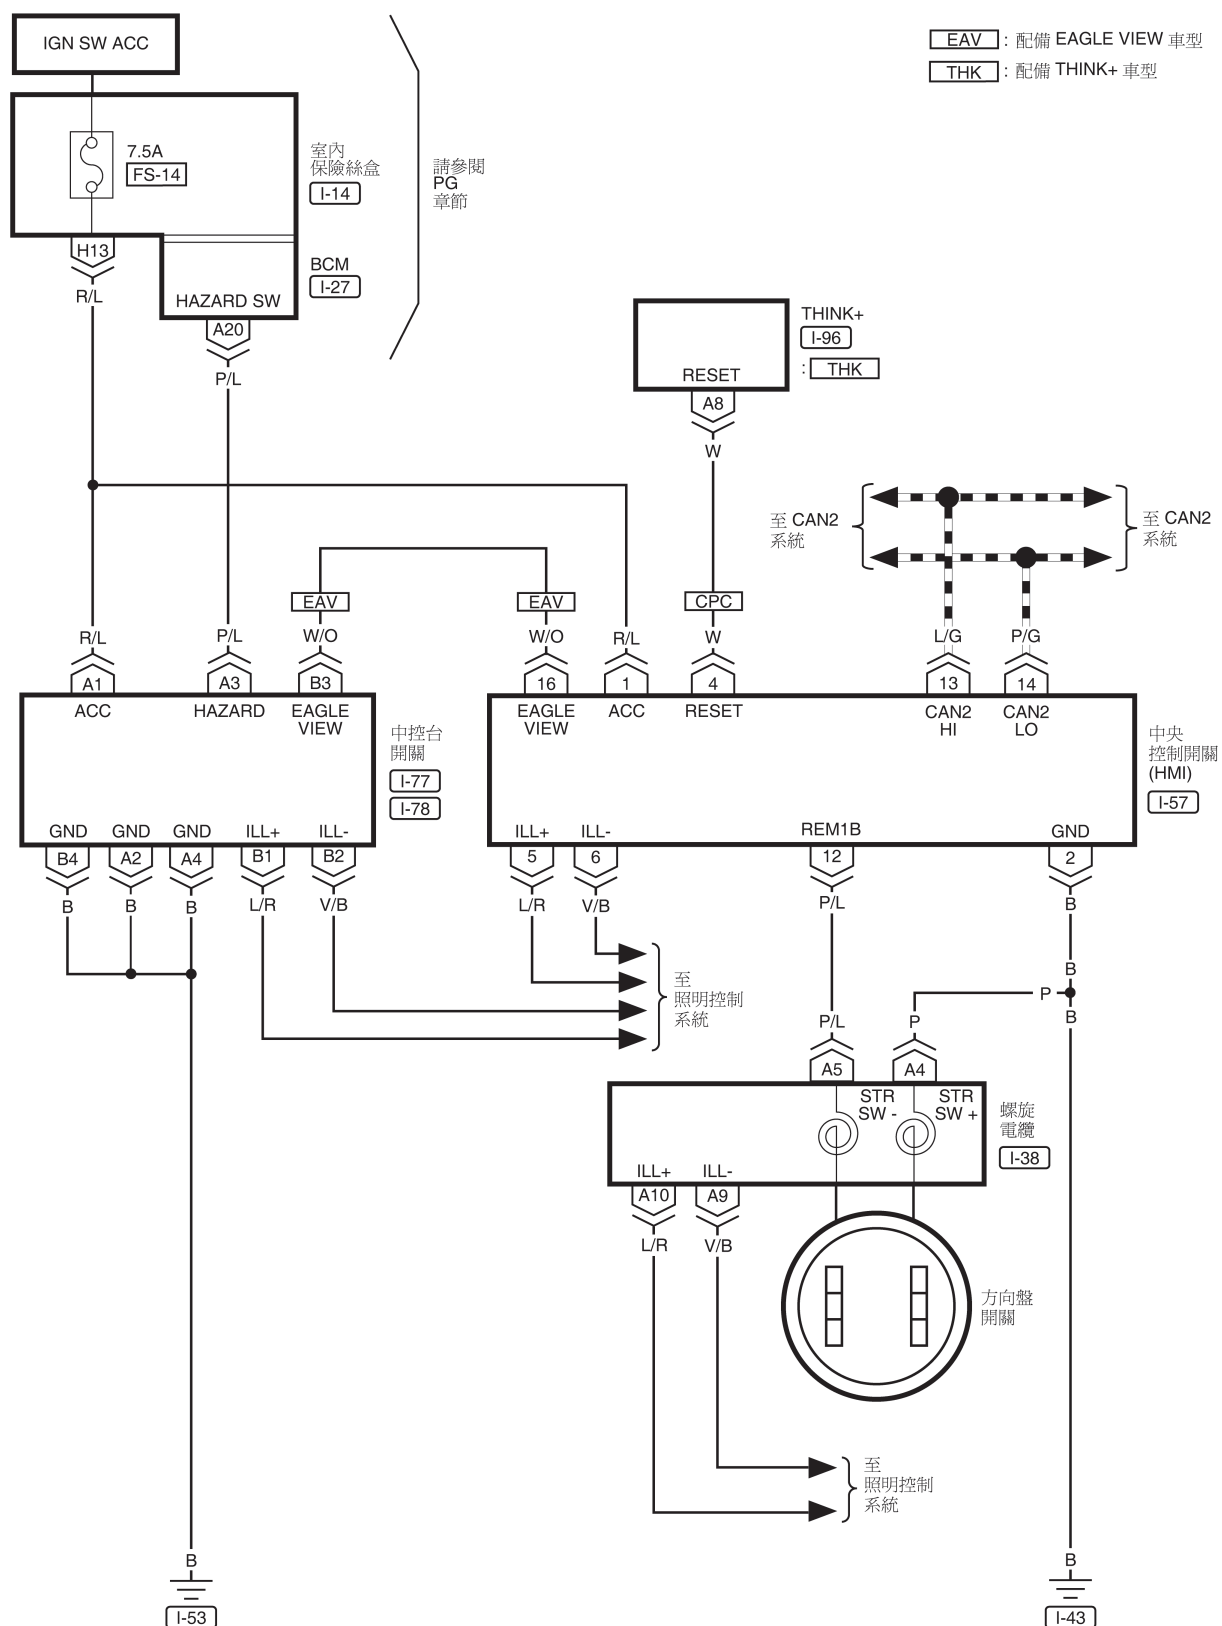 IGN SW ACC
EAV : 配備 EAGLE VIEW 車型
THK : 配備 THINK+ 車型
7.5A
FS-14
室內
保險絲盒
I-14
請參閱
PG
章節
H13
R/L
BCM
I-27
HAZARD SW
A20
P/L
THINK+
I-96
: THK
RESET
A8
W
至 CAN2
系統
至 CAN2
系統
EAV
EAV
CPC
R/L
P/L
W/O
W/O
R/L
W
L/G
P/G
A1
A3
B3
16
1
4
13
14
ACC
HAZARD
EAGLE
VIEW
EAGLE
VIEW
ACC
RESET
CAN2
HI
CAN2
LO
中控台
開關
I-77
I-78
中央
控制開關
(HMI)
I-57
GND
GND
GND
ILL+
ILL-
ILL+
ILL-
REM1B
GND
B4
A2
A4
B1
B2
5
6
12
2
B
B
B
L/R
V/B
L/R
V/B
P/L
B
至
照明控制
系統
B
P
B
P/L
P
A5
A4
STR
SW -
STR
SW +
螺旋
電纜
I-38
ILL+
ILL-
A10
A9
L/R
V/B
方向盤
開關
至
照明控制
系統
B
B
I-53
I-43